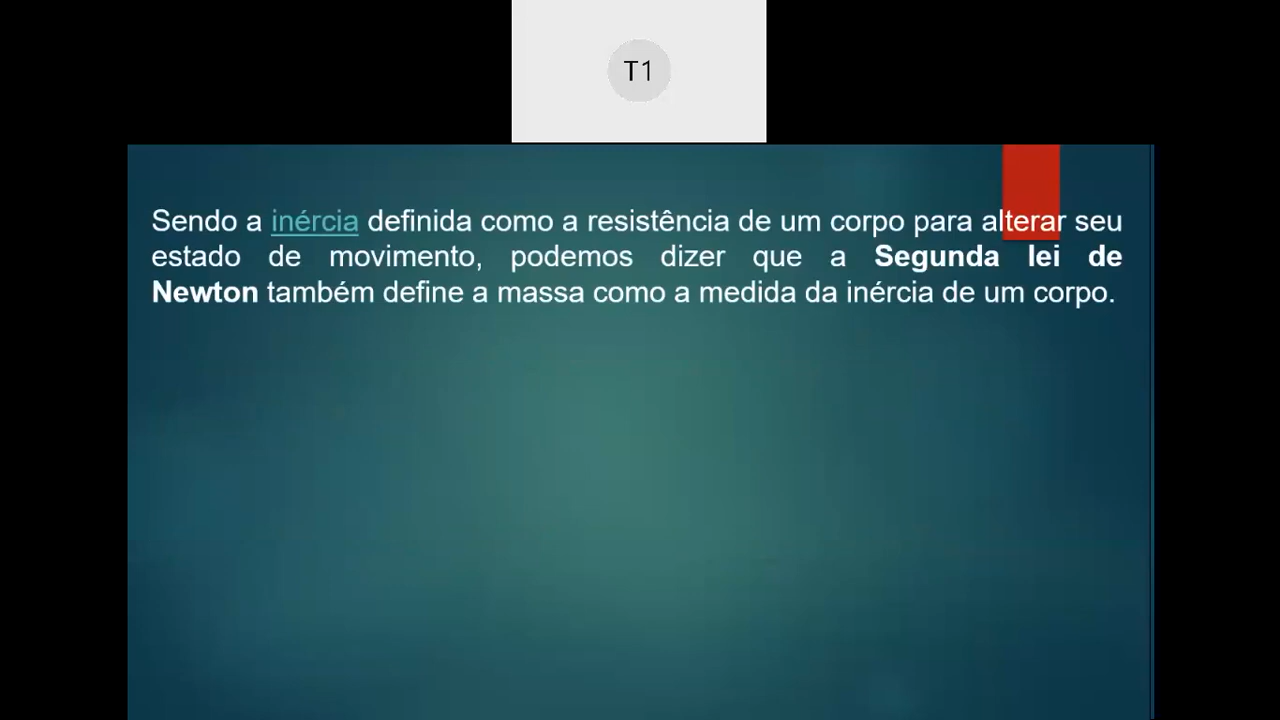 T1
Sendo a inércia definida como a resistência de um corpo para alterar seu
estado de movimento, podemos dizer que a Segunda lei de
Newton também define a massa como a medida da inércia de um corpo.